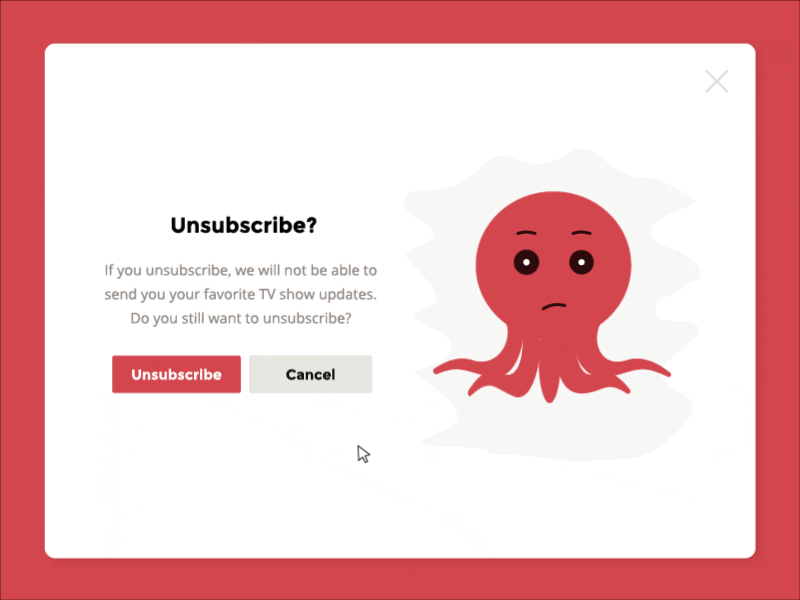 Unsubscribe?
If you unsubscribe, we will not be able to
send you your favorite TV show updates.
Do you still want to unsubscribe?
Unsubscribe
Cancel